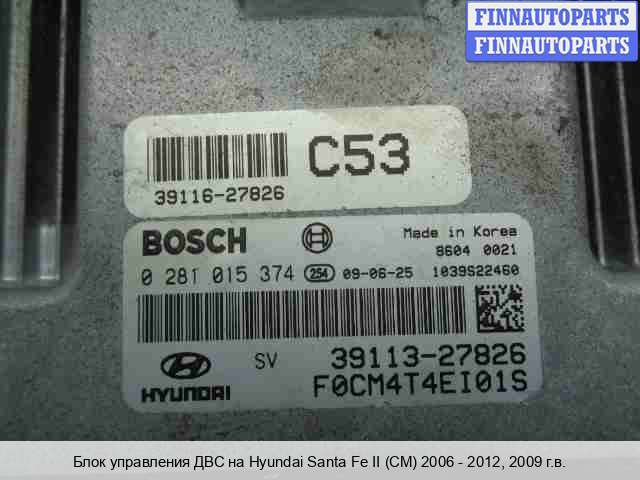 FINNAUTOPARTS
FINNAUTOPARTS
C53
39116-27826
BOSCH
Made in Korea
8604 0021
0 281 015 374 254 09-06-25 1039S22460
SV 39113-27826
HYUNDAI F0CM4T4EI01S
Блок управления ДВС на Hyundai Santa Fe II (CM) 2006 - 2012, 2009 г.в.